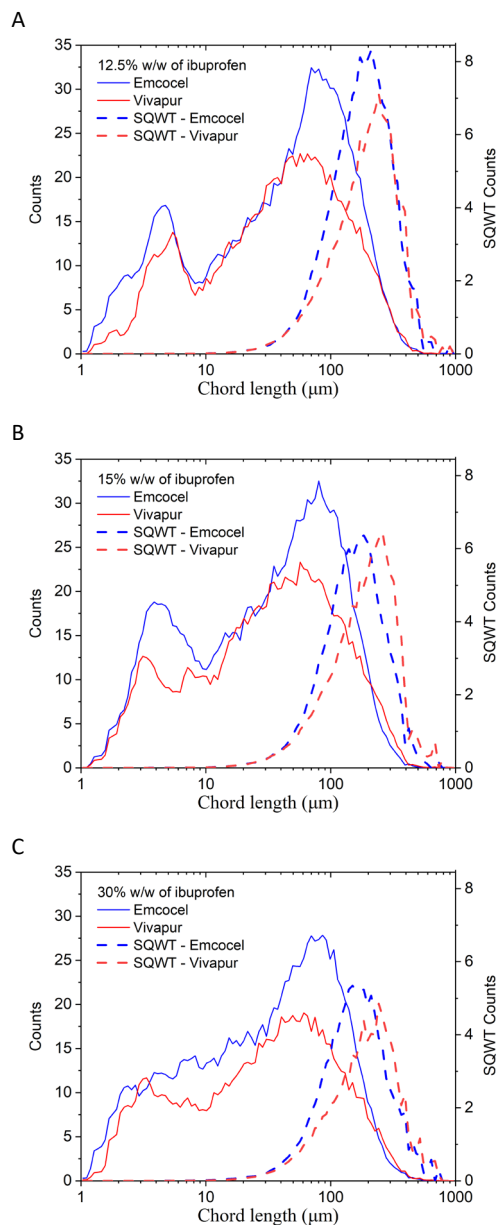 A
12.5% w/w of ibuprofen
Emcocel
Vivapur
SQWT - Emcocel
SQWT - Vivapur
35
30
25
20
15
10
5
0
Counts
8
6
4
2
0
SQWT Counts
1
10
100
1000
Chord length (μm)
B
15% w/w of ibuprofen
Emcocel
Vivapur
SQWT - Emcocel
SQWT - Vivapur
35
30
25
20
15
10
5
0
Counts
8
6
4
2
0
SQWT Counts
1
10
100
1000
Chord length (μm)
C
30% w/w of ibuprofen
Emcocel
Vivapur
SQWT - Emcocel
SQWT - Vivapur
35
30
25
20
15
10
5
0
Counts
8
6
4
2
0
SQWT Counts
1
10
100
1000
Chord length (μm)